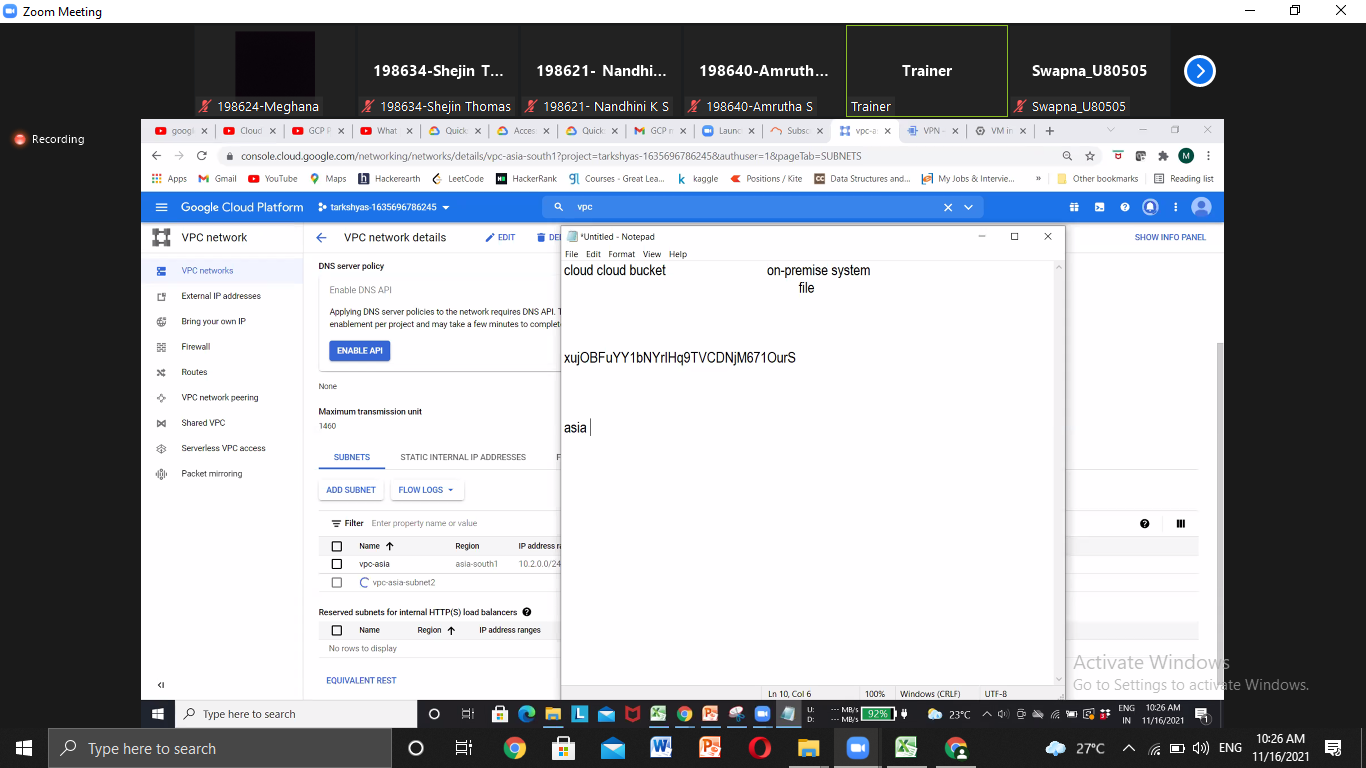 Zoom Meeting
198634-Shejin T... 198621- Nandhi... 198640-Amrutha... Trainer Swapna_U80505
198624-Meghana 198634-Shejin Thomas 198621- Nandhini K S 198640-Amrutha S Trainer Swapna_U80505
Recording
googl Cloud GCP P What Quick Acces Quick GCP n Launc Subsc vpc-a VPN - VM in
console.cloud.google.com/networking/networks/details/vpc-asia-south1?project=tarkshyas-1635696786245&authuser=1&pageTab=SUBNETS
Apps Gmail YouTube Maps Hackerearth LeetCode HackerRank Courses - Great Lea... kaggle Positions / Kite Data Structures and... My Jobs & Intervie... » Other bookmarks Reading list
Google Cloud Platform tarkshyas-1635696786245 vpc
VPC network VPC network details EDIT DEL SHOW INFO PANEL
VPC networks
External IP addresses
Bring your own IP
Firewall
Routes
VPC network peering
Shared VPC
Serverless VPC access
Packet mirroring
DNS server policy
Enable DNS API
Applying DNS server policies to the network requires DNS API. T
enablement per project and may take a few minutes to complet
ENABLE API
None
Maximum transmission unit
1460
SUBNETS STATIC INTERNAL IP ADDRESSES F
ADD SUBNET FLOW LOGS
Filter Enter property name or value
Name Region IP address ra
vpc-asia asia-south1 10.2.0.0/24
vpc-asia-subnet2
Reserved subnets for internal HTTP(S) load balancers
Name Region IP address ranges
No rows to display
EQUIVALENT REST
*Untitled - Notepad
File Edit Format View Help
cloud cloud bucket on-premise system
file
xujOBFuYY1bNYrlHq9TVCDNjM671OurS
asia
Ln 10, Col 6 100% Windows (CRLF) UTF-8
Activate Windows
Go to Settings to activate Windows.
Type here to search U: D: --- MB/s --- MB/s 92% 23°C ENG IN 10:26 AM 11/16/2021 1
Type here to search 27°C ENG 10:26 AM 11/16/2021